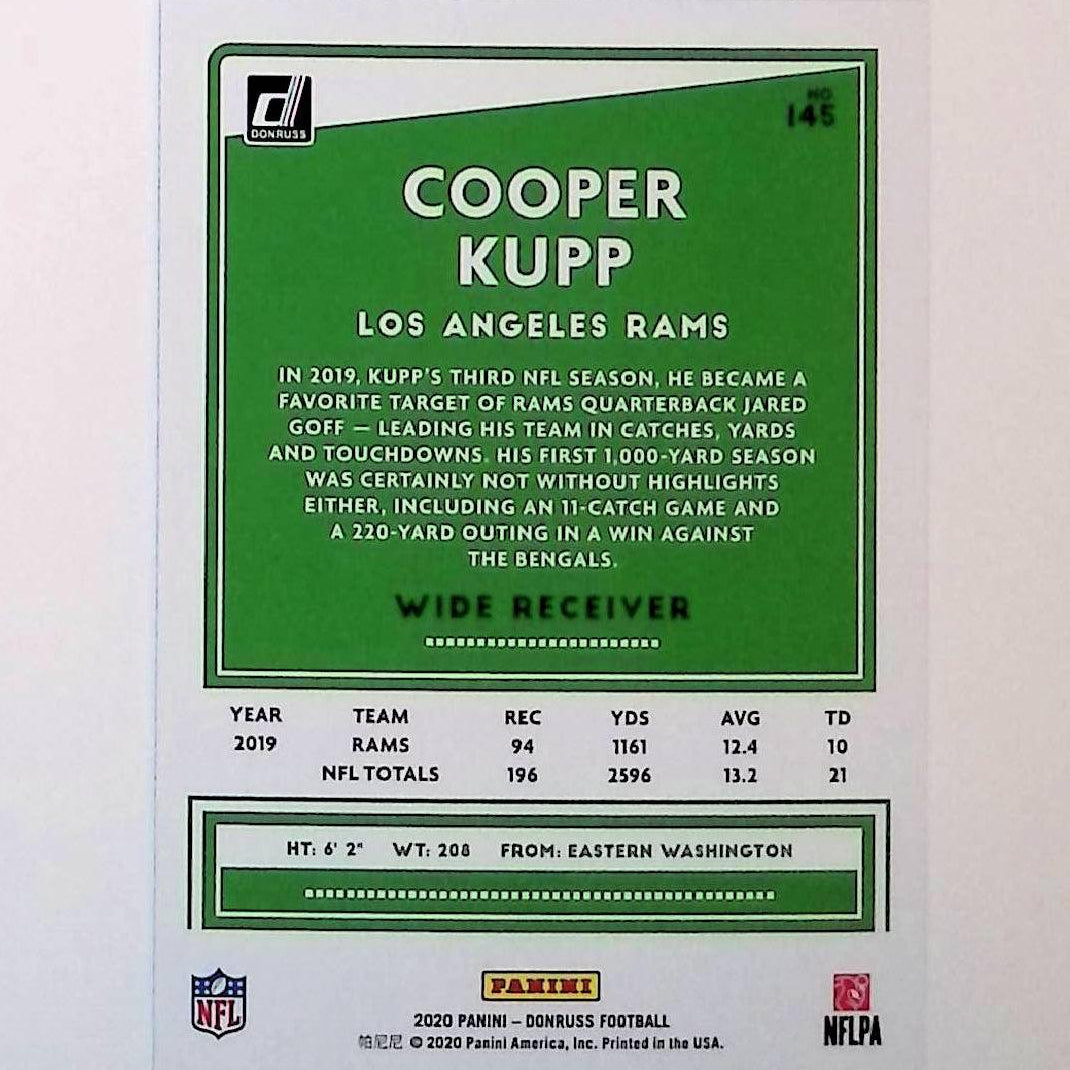 DONRUSS
NO.
145
COOPER
KUPP
LOS ANGELES RAMS
IN 2019, KUPP'S THIRD NFL SEASON, HE BECAME A
FAVORITE TARGET OF RAMS QUARTERBACK JARED
GOFF — LEADING HIS TEAM IN CATCHES, YARDS
AND TOUCHDOWNS. HIS FIRST 1,000-YARD SEASON
WAS CERTAINLY NOT WITHOUT HIGHLIGHTS
EITHER, INCLUDING AN 11-CATCH GAME AND
A 220-YARD OUTING IN A WIN AGAINST
THE BENGALS.
WIDE RECEIVER
YEAR TEAM REC YDS AVG TD
2019 RAMS 94 1161 12.4 10
NFL TOTALS 196 2596 13.2 21
HT: 6' 2" WT: 208 FROM: EASTERN WASHINGTON
NFL
PANINI
NFLPA
2020 PANINI – DONRUSS FOOTBALL
帕尼尼 © 2020 Panini America, Inc. Printed in the USA.